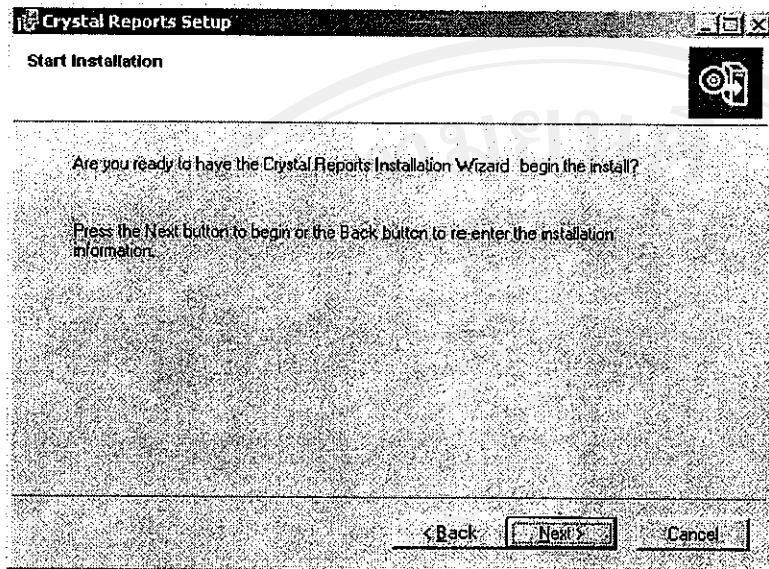 Crystal Reports Setup
Start Installation
Are you ready to have the Crystal Reports Installation Wizard begin the install?
Press the Next button to begin or the Back button to re-enter the installation
information.
< Back
Next >
Cancel